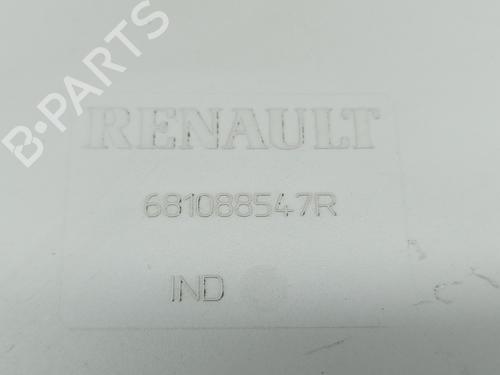 B-PARTS
RENAULT
681088547R
IND